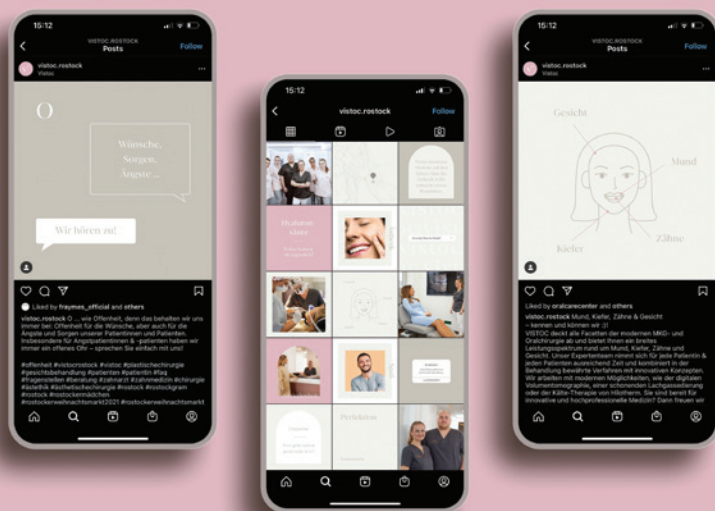 15:12
VISTOC.ROSTOCK
Posts
Follow
vistoc.rostock
Vistoc
O
Wünsche,
Sorgen,
Ängste ...
Wir hören zu!
Liked by fraymes_official and others
vistoc.rostock O ... wie Offenheit, denn das behalten wir uns
immer bei: Offenheit für die Wünsche, aber auch für die
Ängste und Sorgen unserer Patientinnen und Patienten.
Insbesondere für Angstpatientinnen & -patienten haben wir
immer ein offenes Ohr – sprechen Sie einfach mit uns!
#offenheit #vistocrostock #vistoc #plastischechirurgie
#gesichtsbehandlung #patienten #patientin #faq
#fragenstellen #beratung #zahnarzt #zahnmedizin #chirurgie
#ästhetik #ästhetischechirurgie #rostock #rostockgram
#rostock #rostockermädchen
#rostockerweihnachtsmarkt2021 #rostockerweihnachtsmarkt
15:12
vistoc.rostock
Follow
Hyaluron
säure
Perfektion
15:12
VISTOC.ROSTOCK
Posts
Follow
vistoc.rostock
Vistoc
Gesicht
Mund
Kiefer
Zähne
Liked by oralcarecenter and others
vistoc.rostock Mund, Kiefer, Zähne & Gesicht
– kennen und können wir :)!
VISTOC deckt alle Facetten der modernen MKG- und
Oralchirurgie ab und bietet Ihnen ein breites
Leistungsspektrum rund um Mund, Kiefer, Zähne und
Gesicht. Unser Expertenteam nimmt sich für jede Patientin &
jeden Patienten ausreichend Zeit und kombiniert in der
Behandlung bewährte Verfahren mit innovativen Konzepten.
Wir arbeiten mit modernen Möglichkeiten, wie der digitalen
Volumentomographie, einer schonenden Lachgassedierung
oder der Kälte-Therapie von Hilotherm. Sie sind bereit für
innovative und hochprofessionelle Medizin? Dann freuen wir